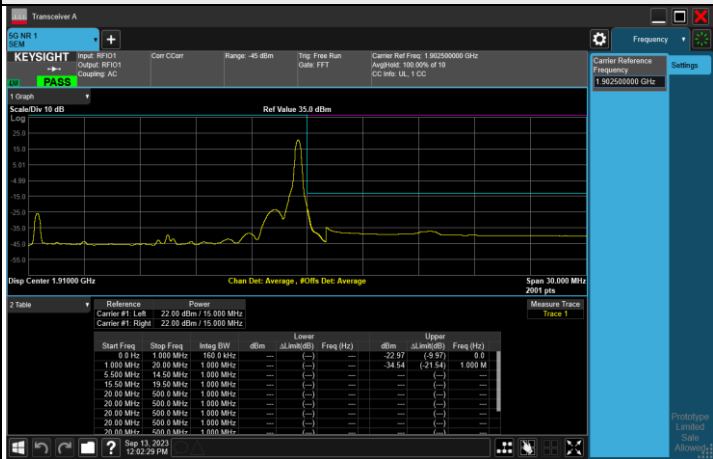 Transceiver A
5G NR 1
SEM
Frequency
KEYSIGHT
Input: RFIO1
Output: RFIO1
Coupling: AC
Corr CCorr
Range: -45 dBm
Trig: Free Run
Gate: FFT
Carrier Ref Freq: 1.902500000 GHz
Avg|Hold: 100.00% of 10
CC Info: UL, 1 CC
PASS
Carrier Reference
Frequency
1.902500000 GHz
Settings
1 Graph
Scale/Div 10 dB
Ref Value 35.0 dBm
Log
25.0
15.0
5.01
-4.99
-15.0
-25.0
-35.0
-45.0
-55.0
Disp Center 1.91000 GHz
Chan Det: Average , #Offs Det: Average
Span 30.000 MHz
2001 pts
2 Table
Reference Power
Carrier #1: Left 22.00 dBm / 15.000 MHz
Carrier #1: Right 22.00 dBm / 15.000 MHz
Measure Trace
Trace 1
Lower Upper
Start Freq Stop Freq Integ BW dBm ΔLimit(dB) Freq (Hz) dBm ΔLimit(dB) Freq (Hz)
0.0 Hz 1.000 MHz 160.0 kHz --- (---) --- -22.97 (-9.97) 0.0
1.000 MHz 20.00 MHz 1.000 MHz --- (---) --- -34.54 (-21.54) 1.000 M
5.500 MHz 14.50 MHz 1.000 MHz --- (---) --- --- (---) ---
15.50 MHz 19.50 MHz 1.000 MHz --- (---) --- --- (---) ---
20.00 MHz 500.0 MHz 1.000 MHz --- (---) --- --- (---) ---
20.00 MHz 500.0 MHz 1.000 MHz --- (---) --- --- (---) ---
20.00 MHz 500.0 MHz 1.000 MHz --- (---) --- --- (---) ---
20.00 MHz 500.0 MHz 1.000 MHz --- (---) --- --- (---) ---
Prototype
Limited
Sale
Allowed
?
Sep 13, 2023
12:02:29 PM